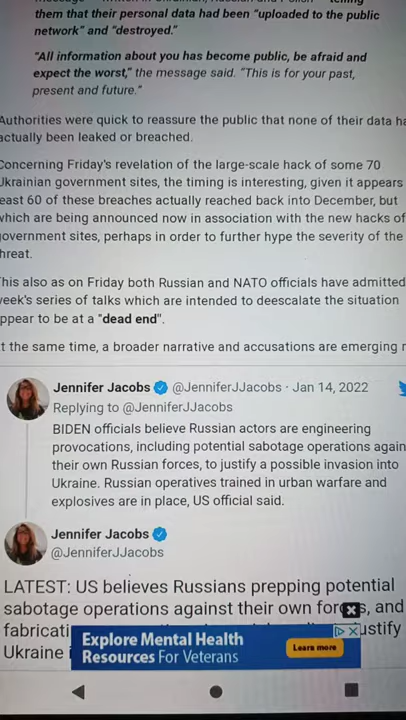 telling
them that their personal data had been "uploaded to the public
network" and "destroyed."
"All information about you has become public, be afraid and
expect the worst," the message said. "This is for your past,
present and future."
Authorities were quick to reassure the public that none of their data ha
actually been leaked or breached.
Concerning Friday's revelation of the large-scale hack of some 70
Ukrainian government sites, the timing is interesting, given it appears
east 60 of these breaches actually reached back into December, but
which are being announced now in association with the new hacks of
government sites, perhaps in order to further hype the severity of the
hreat.
This also as on Friday both Russian and NATO officials have admitted
week's series of talks which are intended to deescalate the situation
ppear to be at a "dead end".
t the same time, a broader narrative and accusations are emerging
Jennifer Jacobs @JenniferJJacobs · Jan 14, 2022
Replying to @JenniferJJacobs
BIDEN officials believe Russian actors are engineering
provocations, including potential sabotage operations again
their own Russian forces, to justify a possible invasion into
Ukraine. Russian operatives trained in urban warfare and
explosives are in place, US official said.
Jennifer Jacobs
@JenniferJJacobs
LATEST: US believes Russians prepping potential
sabotage operations against their own forces, and
fabricati ustify
Ukraine
Explore Mental Health
Resources For Veterans
Learn more